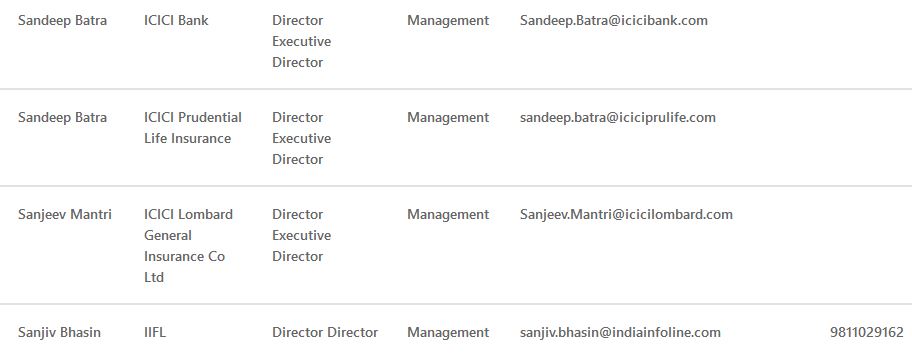 Sandeep Batra ICICI Bank Director Management Sandeep.Batra@icicibank.com
Executive
Director
Sandeep Batra ICICI Prudential Director Management sandeep.batra@iciciprulife.com
Life Insurance Executive
Director
Sanjeev Mantri ICICI Lombard Director Management Sanjeev.Mantri@icicilombard.com
General Executive
Insurance Co Director
Ltd
Sanjiv Bhasin IIFL Director Director Management sanjiv.bhasin@indiainfoline.com 9811029162